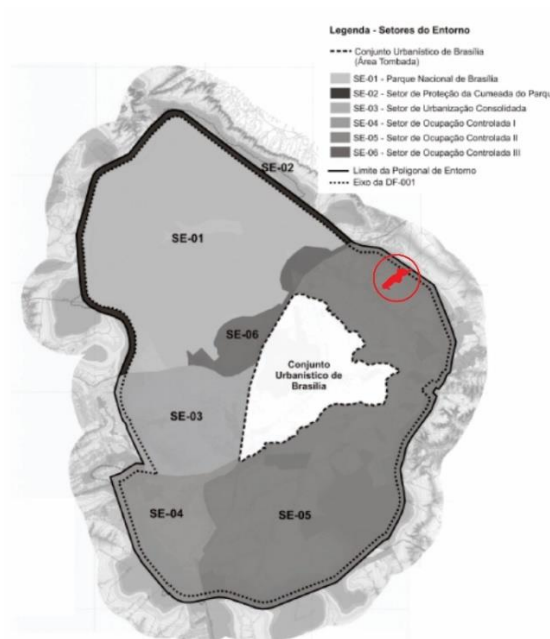 Legenda - Setores do Entorno
Conjunto Urbanístico de Brasília
(Área Tombada)
SE-01 - Parque Nacional de Brasília
SE-02 - Setor de Proteção da Cumeada do Parqu
SE-03 - Setor de Urbanização Consolidada
SE-04 - Setor de Ocupação Controlada I
SE-05 - Setor de Ocupação Controlada II
SE-06 - Setor de Ocupação Controlada III
Limite da Poligonal de Entorno
Eixo da DF-001
SE-02
SE-01
SE-06
Conjunto
Urbanístico de
Brasília
SE-03
SE-04
SE-05